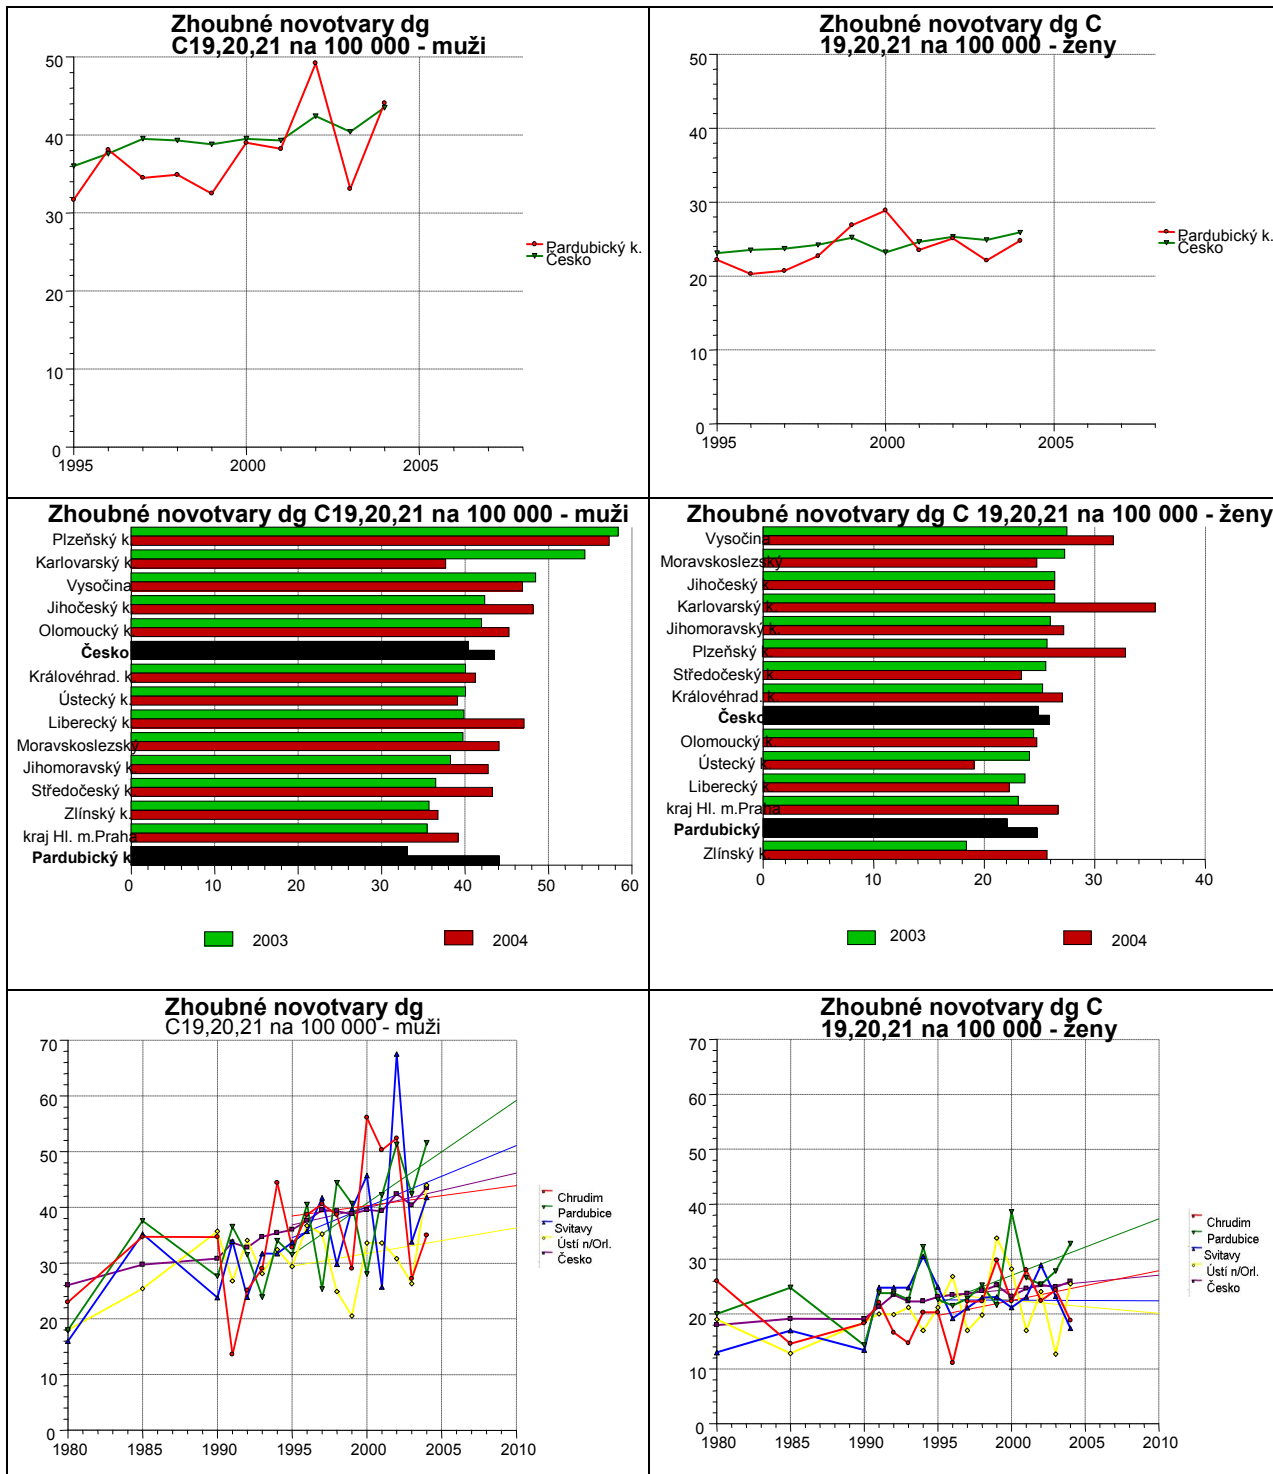 Zhoubné novotvary dg
C19,20,21 na 100 000 - muži
50
40
30
20
10
0
1995
2000
2005
Pardubický k.
Česko
Zhoubné novotvary dg C
19,20,21 na 100 000 - ženy
50
40
30
20
10
0
1995
2000
2005
Pardubický k.
Česko
Zhoubné novotvary dg C19,20,21 na 100 000 - muži
Plzeňský k
Karlovarský k
Vysočina
Jihočeský k
Olomoucký k
Česko
Královéhrad. k
Ústecký k.
Liberecký k
Moravskoslezský
Jihomoravský k
Středočeský k
Zlínský k.
kraj Hl. m.Praha
Pardubický k
0
10
20
30
40
50
60
2003
2004
Zhoubné novotvary dg C 19,20,21 na 100 000 - ženy
Vysočina
Moravskoslezský
Jihočeský k
Karlovarský k
Jihomoravský k.
Plzeňský k.
Středočeský k
Královéhrad. k
Česko
Olomoucký k
Ústecký k
Liberecký k.
kraj Hl. m.Praha
Pardubický
Zlínský k
0
10
20
30
40
2003
2004
Zhoubné novotvary dg
C19,20,21 na 100 000 - muži
70
60
50
40
30
20
10
0
1980
1985
1990
1995
2000
2005
2010
Chrudim
Pardubice
Svitavy
Ústí n/Orl.
Česko
Zhoubné novotvary dg C
19,20,21 na 100 000 - ženy
70
60
50
40
30
20
10
0
1980
1985
1990
1995
2000
2005
2010
Chrudim
Pardubice
Svitavy
Ústí n/Orl.
Česko